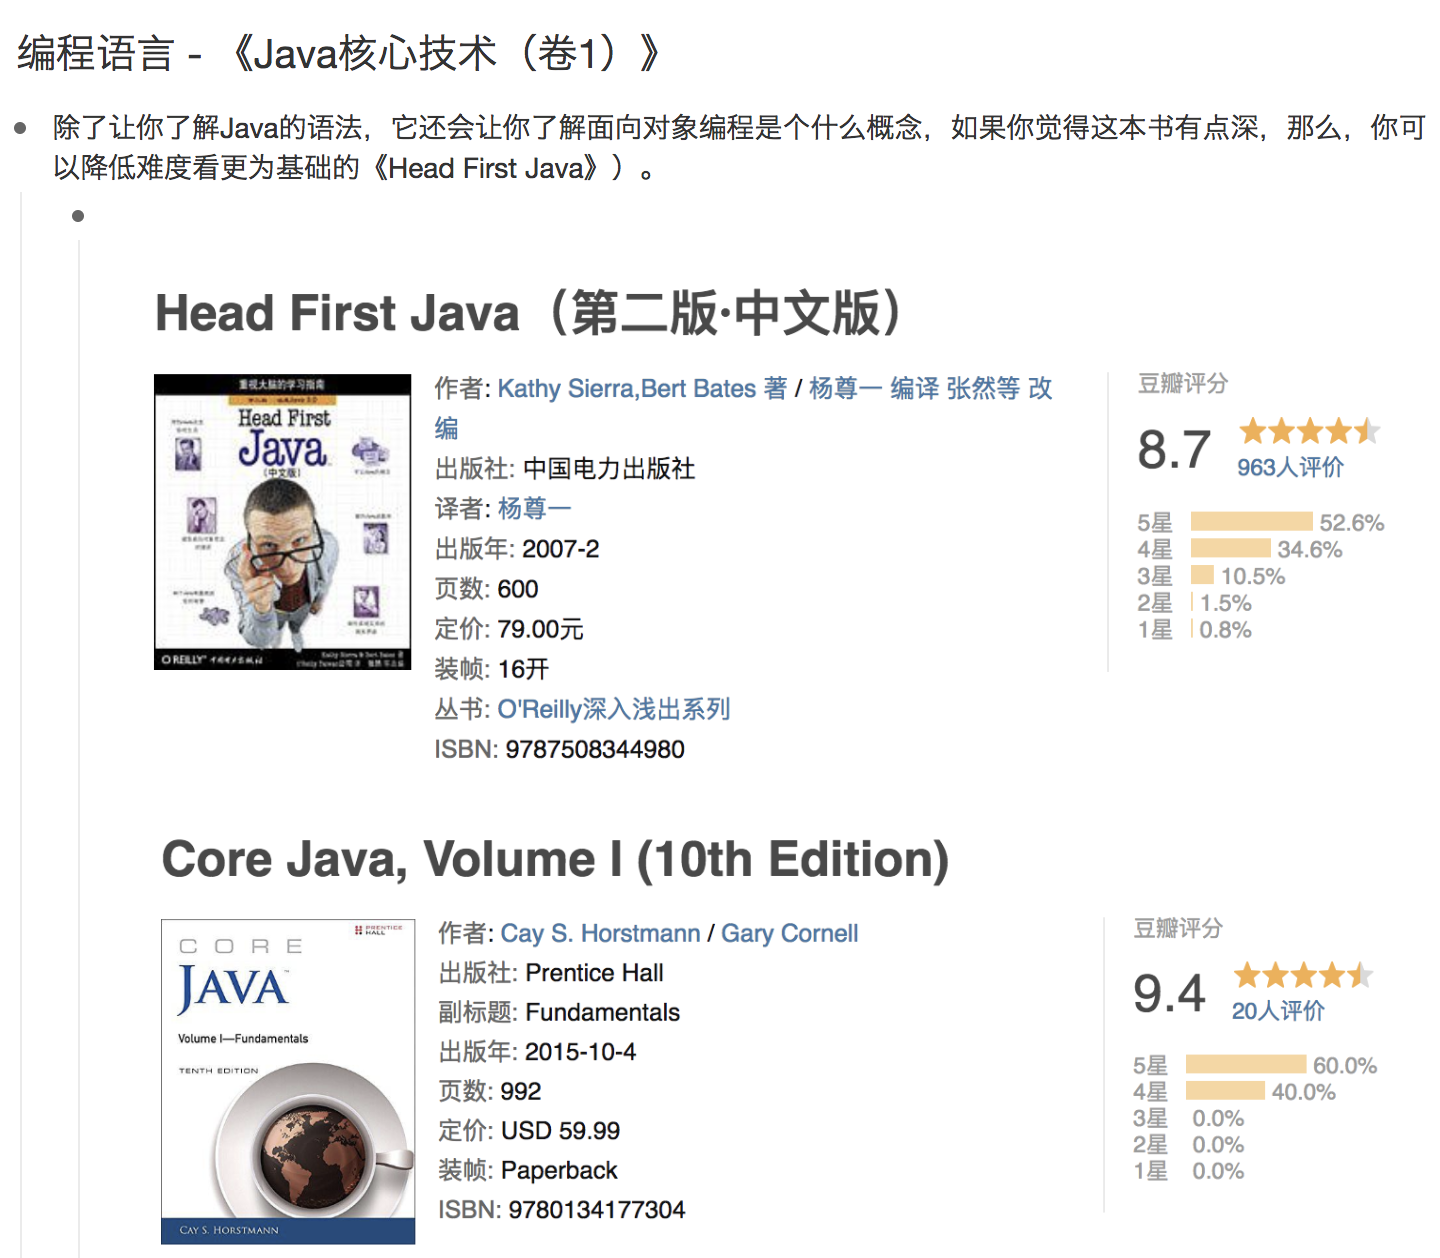 编程语言 - 《Java核心技术（卷1）》
除了让你了解Java的语法，它还会让你了解面向对象编程是个什么概念，如果你觉得这本书有点深，那么，你可
以降低难度看更为基础的《Head First Java》）。
Head First Java（第二版·中文版）
重视大脑的学习指南
Head First
Java
（中文版）
O'REILLY
作者: Kathy Sierra,Bert Bates 著 / 杨尊一 编译 张然等 改
编
出版社: 中国电力出版社
译者: 杨尊一
出版年: 2007-2
页数: 600
定价: 79.00元
装帧: 16开
丛书: O'Reilly深入浅出系列
ISBN: 9787508344980
豆瓣评分
8.7
963人评价
5星 52.6%
4星 34.6%
3星 10.5%
2星 1.5%
1星 0.8%
Core Java, Volume I (10th Edition)
PRENTICE
HALL
CORE
JAVA™
Volume I—Fundamentals
TENTH EDITION
CAY S. HORSTMANN
作者: Cay S. Horstmann / Gary Cornell
出版社: Prentice Hall
副标题: Fundamentals
出版年: 2015-10-4
页数: 992
定价: USD 59.99
装帧: Paperback
ISBN: 9780134177304
豆瓣评分
9.4
20人评价
5星 60.0%
4星 40.0%
3星 0.0%
2星 0.0%
1星 0.0%